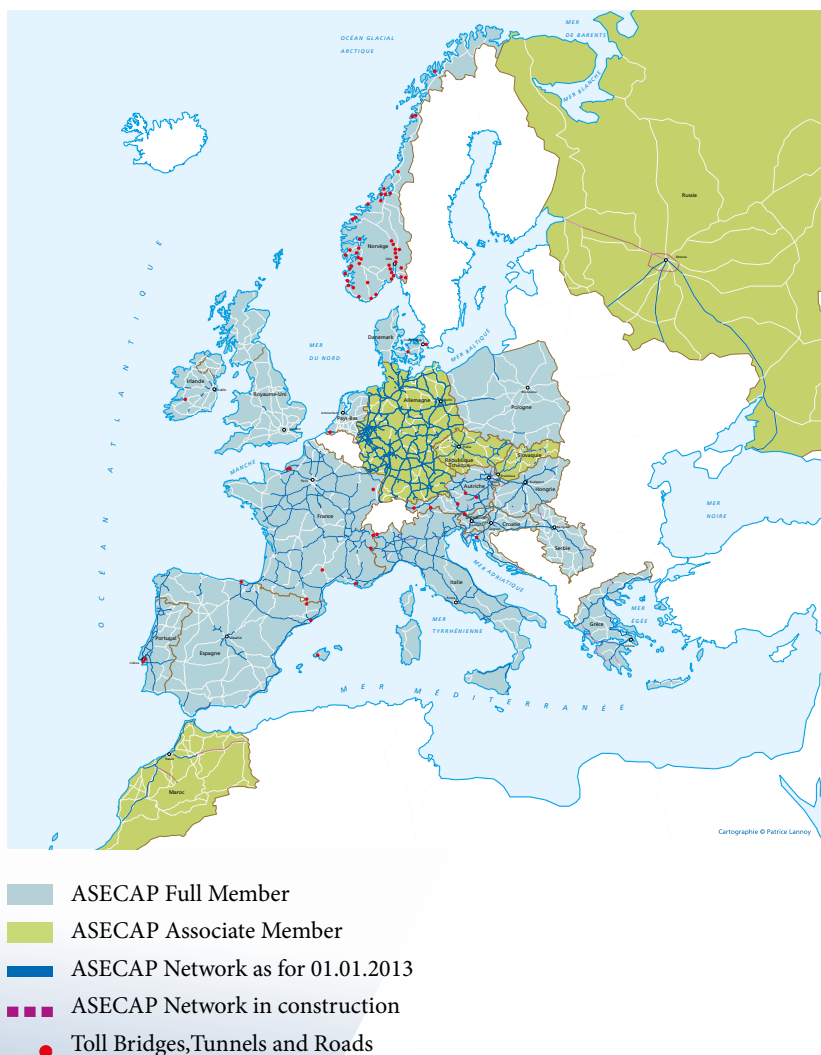 OCÉAN GLACIAL
ARCTIQUE
MER
DE BARENTS
MER BLANCHE
Russie
Norvège
OCÉAN ATLANTIQUE
MER
DU NORD
Danemark
MER BALTIQUE
Irlande
Royaume-Uni
Pays Bas
Allemagne
Pologne
MANCHE
République
Tchèque
Slovaquie
France
Autriche
Hongrie
Croatie
Serbie
MER
NOIRE
Italie
MER ADRIATIQUE
MER
TYRRHÉNIENNE
Grèce
MER
ÉGÉE
Portugal
Espagne
MER MÉDITERRANÉE
Maroc
Cartographie © Patrice Lannoy
ASECAP Full Member
ASECAP Associate Member
ASECAP Network as for 01.01.2013
ASECAP Network in construction
Toll Bridges,Tunnels and Roads